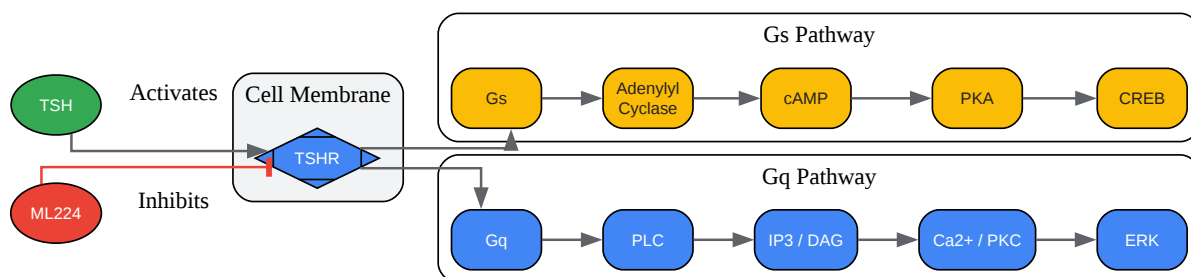 TSH
Activates
ML224
Inhibits
Cell Membrane
TSHR
Gs Pathway
Gs
Adenylyl
Cyclase
cAMP
PKA
CREB
Gq Pathway
Gq
PLC
IP3 / DAG
Ca2+ / PKC
ERK